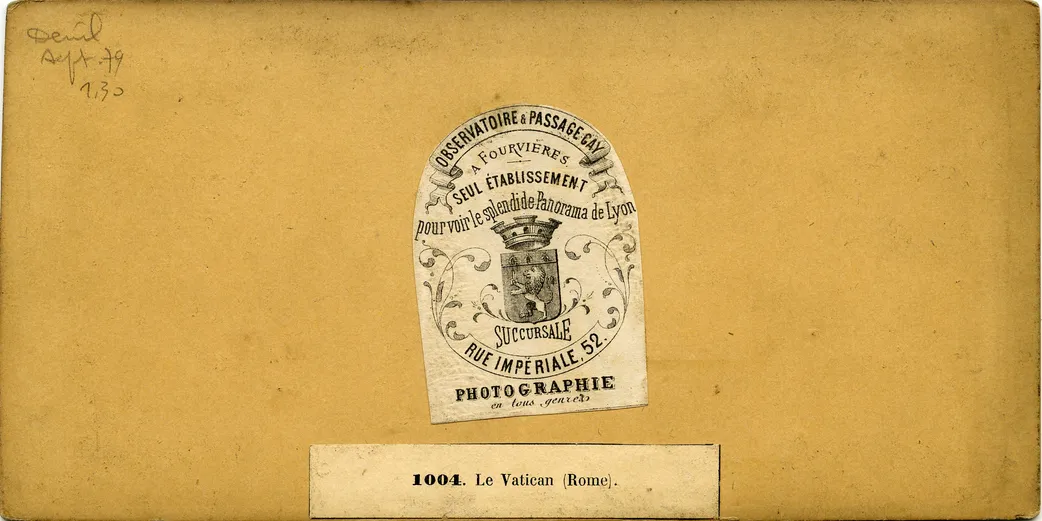 Deuil
Sept. 79
1,30
OBSERVATOIRE & PASSAGE GAY
A FOURVIÈRES
SEUL ÉTABLISSEMENT
pour voir le splendide Panorama de Lyon
SUCCURSALE
RUE IMPÉRIALE, 52.
PHOTOGRAPHIE
en tous genres
1004. Le Vatican (Rome).